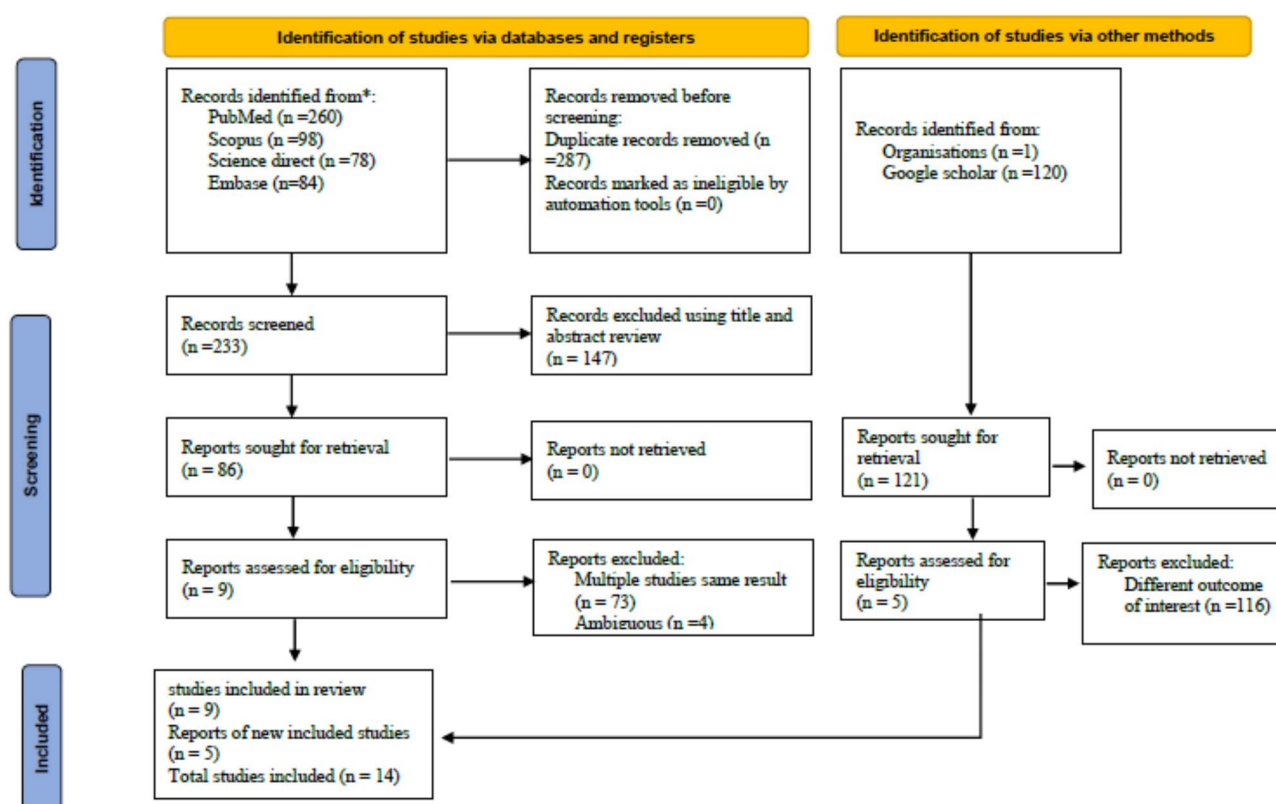 Identification of studies via databases and registers
Identification of studies via other methods
Identification
Records identified from*:
PubMed (n =260)
Scopus (n =98)
Science direct (n =78)
Embase (n=84)
Records removed before
screening:
Duplicate records removed (n
=287)
Records marked as ineligible by
automation tools (n =0)
Records identified from:
Organisations (n =1)
Google scholar (n =120)
Screening
Records screened
(n =233)
Records excluded using title and
abstract review
(n = 147)
Reports sought for retrieval
(n = 86)
Reports not retrieved
(n = 0)
Reports sought for
retrieval
(n = 121)
Reports not retrieved
(n = 0)
Reports assessed for eligibility
(n = 9)
Reports excluded:
Multiple studies same result
(n = 73)
Ambiguous (n =4)
Reports assessed for
eligibility
(n = 5)
Reports excluded:
Different outcome
of interest (n =116)
Included
studies included in review
(n = 9)
Reports of new included studies
(n = 5)
Total studies included (n = 14)